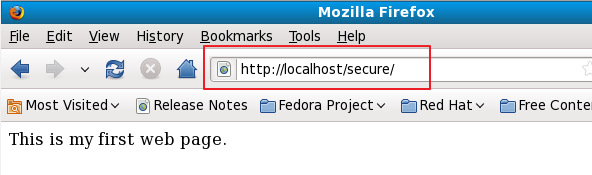 Mozilla Firefox
File Edit View History Bookmarks Tools Help
http://localhost/secure/
Most Visited Release Notes Fedora Project Red Hat Free Conten
This is my first web page.